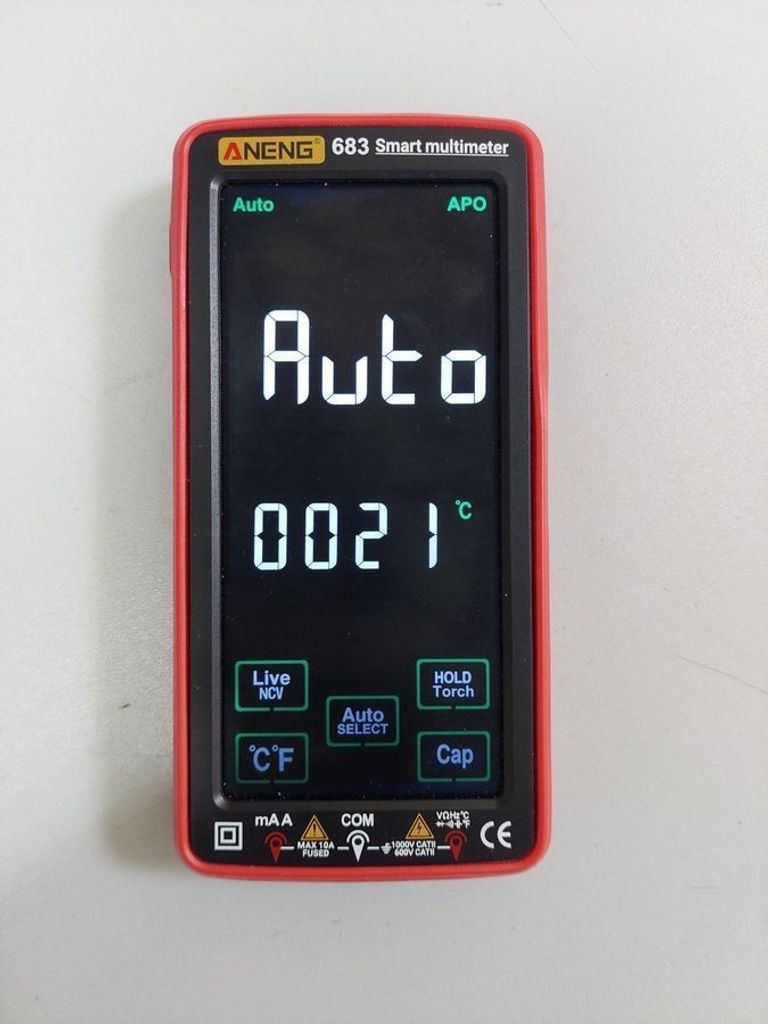 ANENG® 683 Smart multimeter
Auto APO
Auto
0021 °C
Live
NCV
HOLD
Torch
Auto
SELECT
°C°F
Cap
mA A
COM
VΩHz°C
°F
MAX 10A
FUSED
1000V CATII
600V CATIII
CE